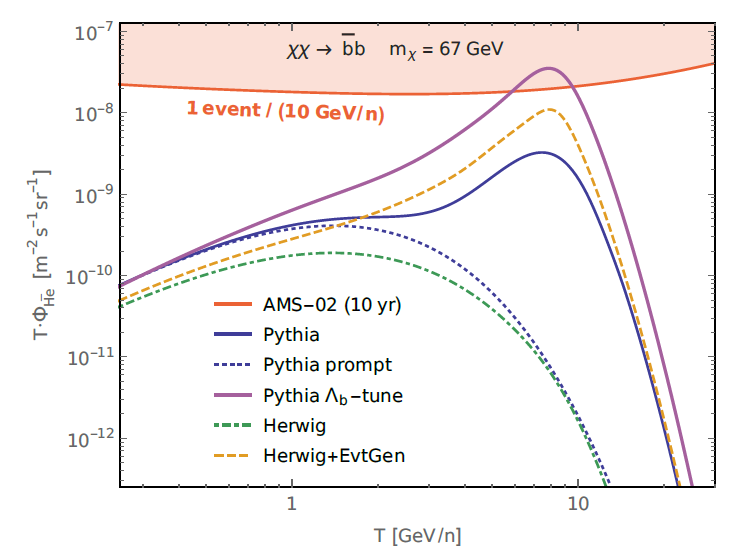 10⁻⁷
χχ → b̅b m_χ = 67 GeV
1 event / (10 GeV/n)
10⁻⁸
10⁻⁹
10⁻¹⁰
10⁻¹¹
10⁻¹²
T·Φ_H̅e̅ [m⁻² s⁻¹ sr⁻¹]
AMS−02 (10 yr)
Pythia
Pythia prompt
Pythia Λ_b−tune
Herwig
Herwig+EvtGen
1 10
T [GeV/n]